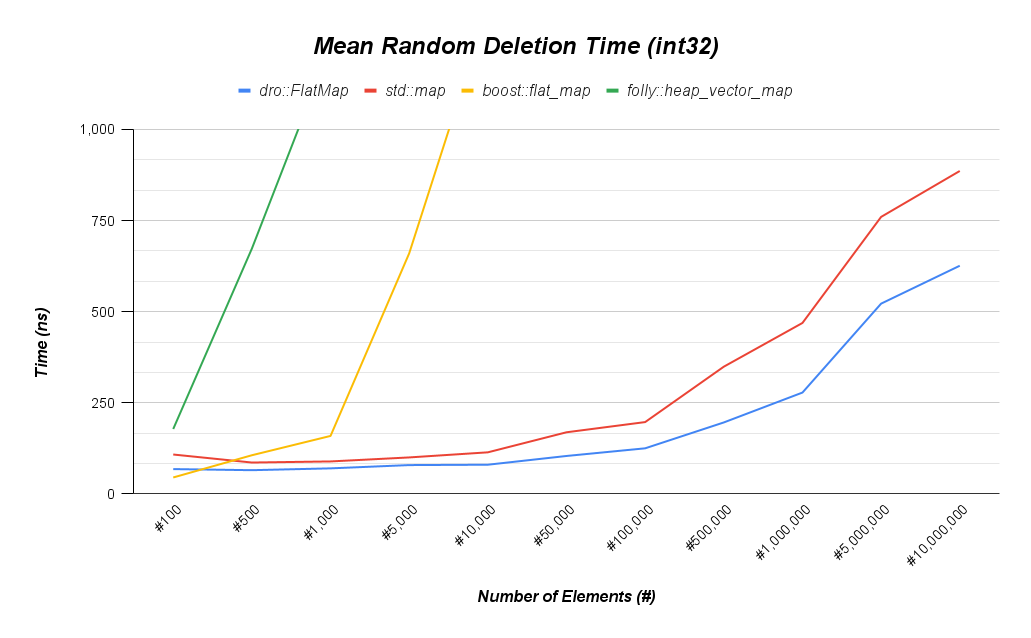 Mean Random Deletion Time (int32)
dro::FlatMap std::map boost::flat_map folly::heap_vector_map
1,000
750
500
250
0
Time (ns)
#100 #500 #1,000 #5,000 #10,000 #50,000 #100,000 #500,000 #1,000,000 #5,000,000 #10,000,000
Number of Elements (#)